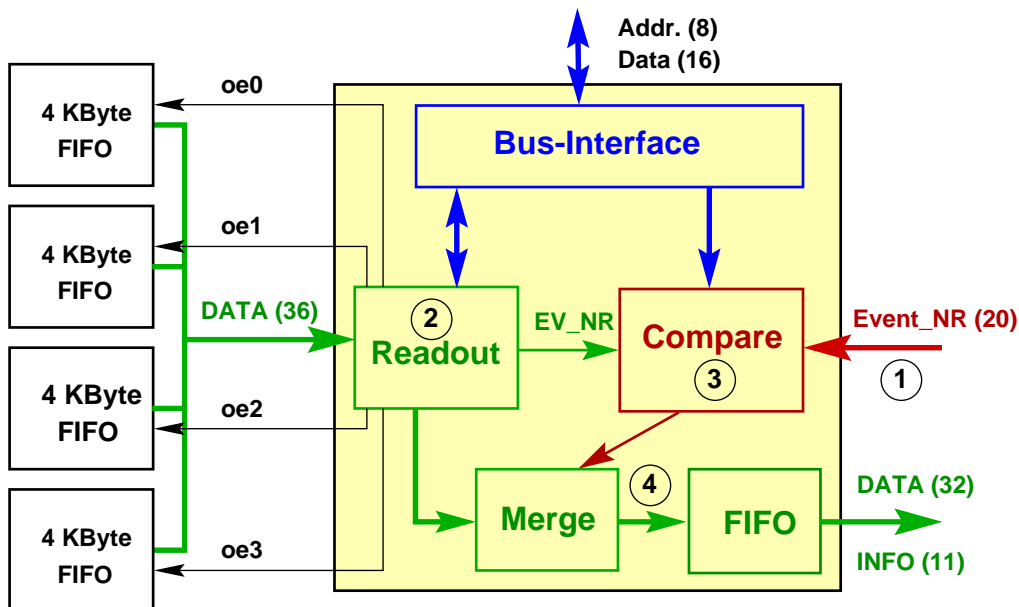 Addr. (8)
Data (16)
oe0
4 KByte
FIFO
Bus-Interface
oe1
4 KByte
FIFO
DATA (36)
2
Readout
EV_NR
Compare
3
Event_NR (20)
1
4 KByte
FIFO
oe2
4
Merge
FIFO
DATA (32)
INFO (11)
oe3
4 KByte
FIFO